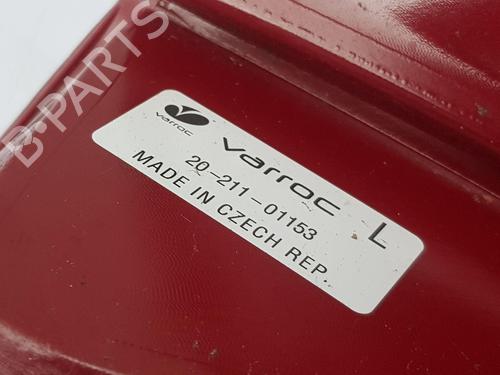 B-PARTS
varroc
varroc L
20-211-01153
MADE IN CZECH REP.